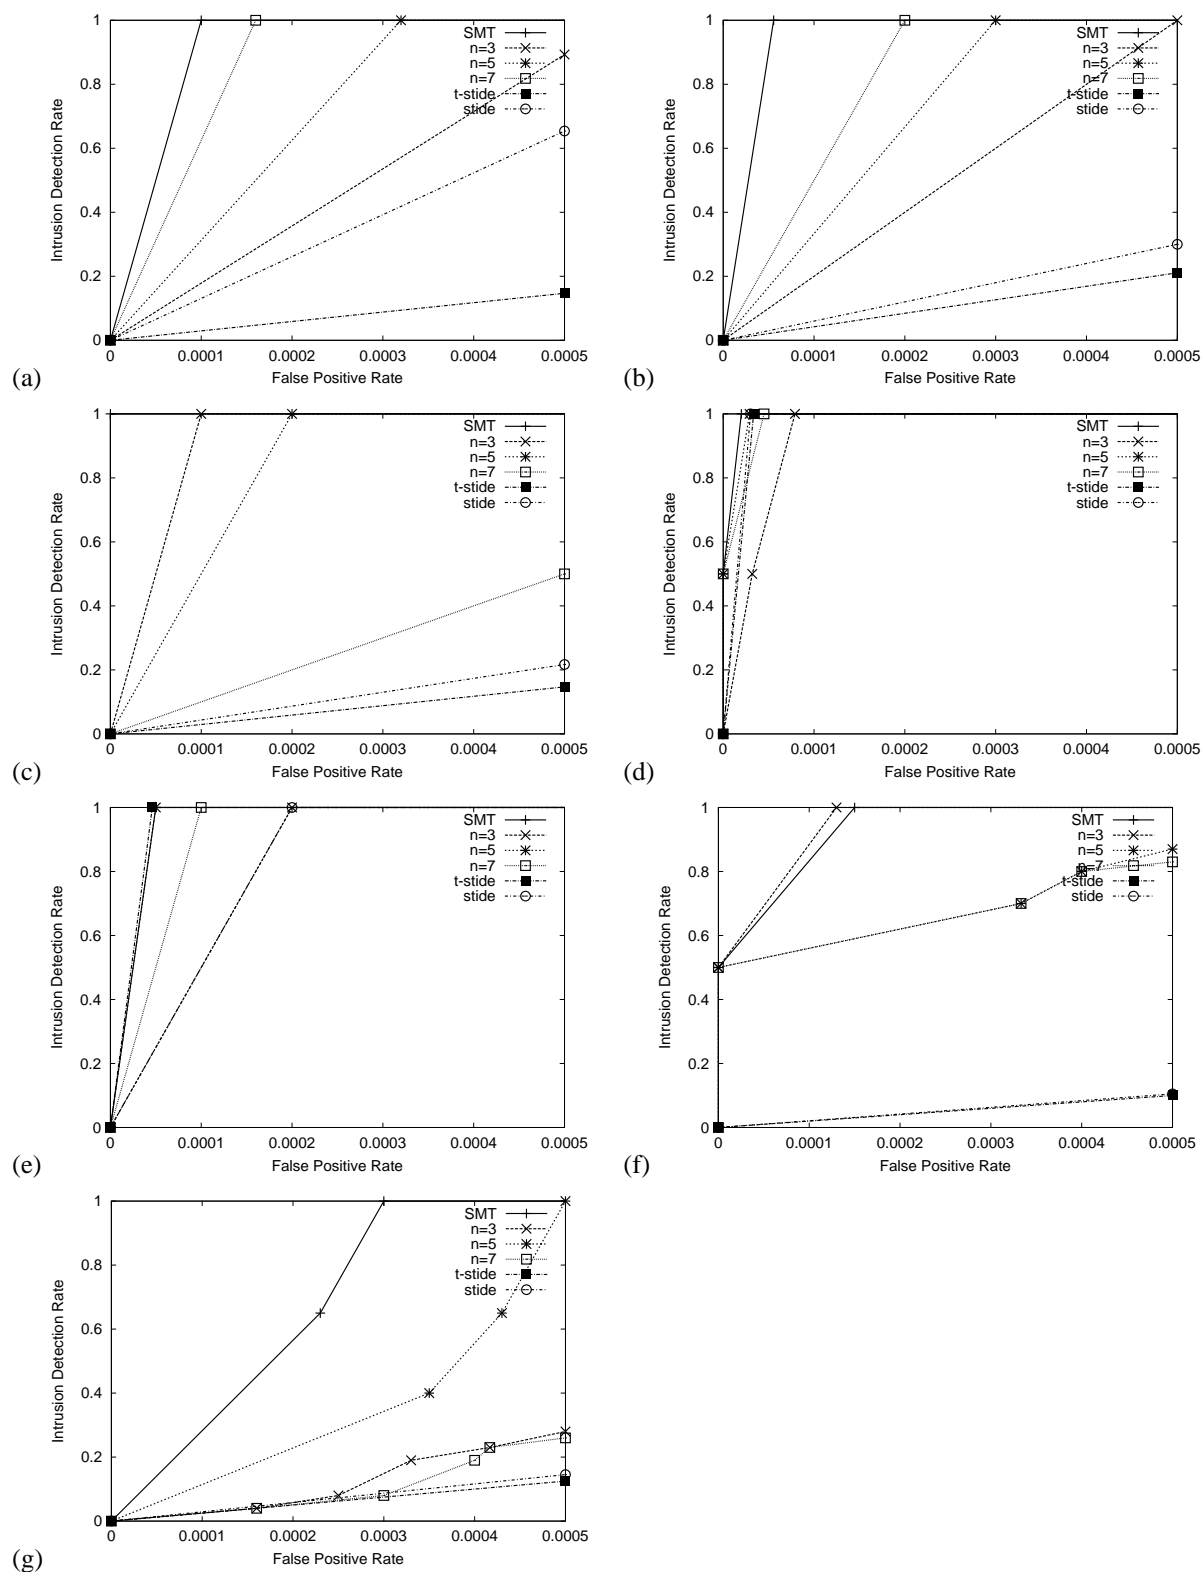 1
0.8
0.6
0.4
0.2
0
0 0.0001 0.0002 0.0003 0.0004 0.0005
Intrusion Detection Rate
False Positive Rate
SMT
n=3
n=5
n=7
t-stide
stide
(a)
1
0.8
0.6
0.4
0.2
0
0 0.0001 0.0002 0.0003 0.0004 0.0005
Intrusion Detection Rate
False Positive Rate
SMT
n=3
n=5
n=7
t-stide
stide
(b)
1
0.8
0.6
0.4
0.2
0
0 0.0001 0.0002 0.0003 0.0004 0.0005
Intrusion Detection Rate
False Positive Rate
SMT
n=3
n=5
n=7
t-stide
stide
(c)
1
0.8
0.6
0.4
0.2
0
0 0.0001 0.0002 0.0003 0.0004 0.0005
Intrusion Detection Rate
False Positive Rate
SMT
n=3
n=5
n=7
t-stide
stide
(d)
1
0.8
0.6
0.4
0.2
0
0 0.0001 0.0002 0.0003 0.0004 0.0005
Intrusion Detection Rate
False Positive Rate
SMT
n=3
n=5
n=7
t-stide
stide
(e)
1
0.8
0.6
0.4
0.2
0
0 0.0001 0.0002 0.0003 0.0004 0.0005
Intrusion Detection Rate
False Positive Rate
SMT
n=3
n=5
n=7
t-stide
stide
(f)
1
0.8
0.6
0.4
0.2
0
0 0.0001 0.0002 0.0003 0.0004 0.0005
Intrusion Detection Rate
False Positive Rate
SMT
n=3
n=5
n=7
t-stide
stide
(g)